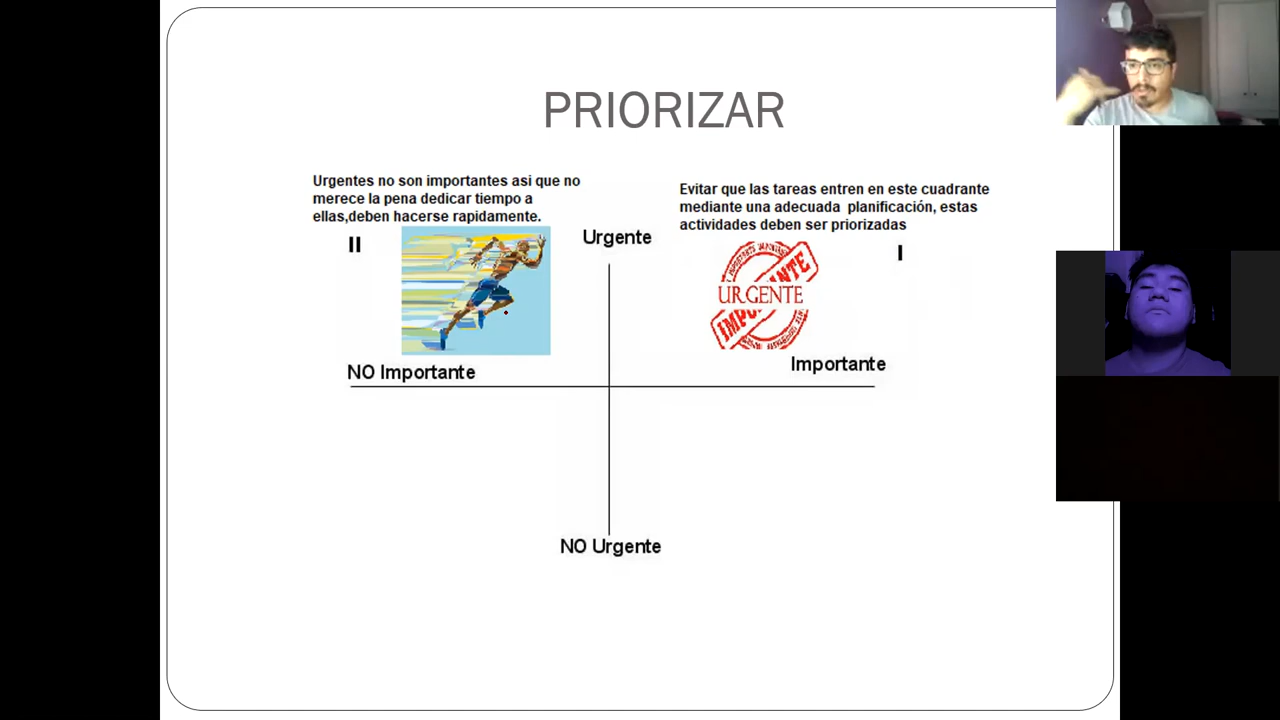 PRIORIZAR
Urgentes no son importantes asi que no
merece la pena dedicar tiempo a
ellas,deben hacerse rapidamente.
II
Evitar que las tareas entren en este cuadrante
mediante una adecuada planificación, estas
actividades deben ser priorizadas
I
Urgente
URGENTE
NO Importante
Importante
NO Urgente